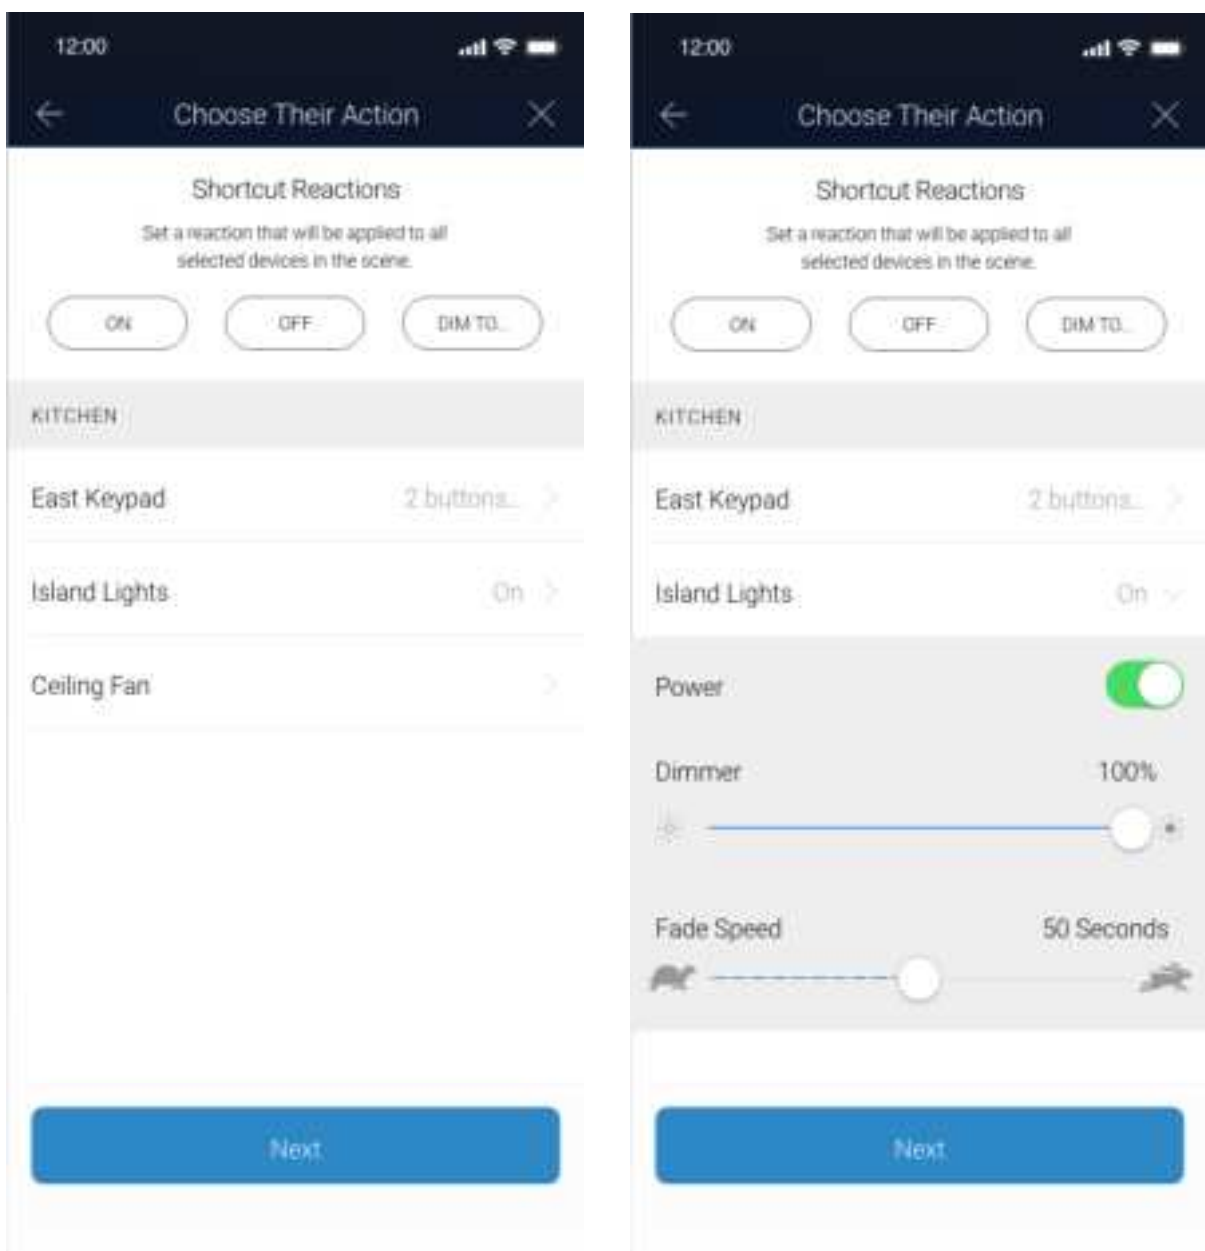 12:00
Choose Their Action
Shortcut Reactions
Set a reaction that will be applied to all
selected devices in the scene.
ON OFF DIM TO...
KITCHEN
East Keypad 2 buttons...
Island Lights On
Ceiling Fan
Next
12:00
Choose Their Action
Shortcut Reactions
Set a reaction that will be applied to all
selected devices in the scene.
ON OFF DIM TO...
KITCHEN
East Keypad 2 buttons...
Island Lights On
Power
Dimmer 100%
Fade Speed 50 Seconds
Next